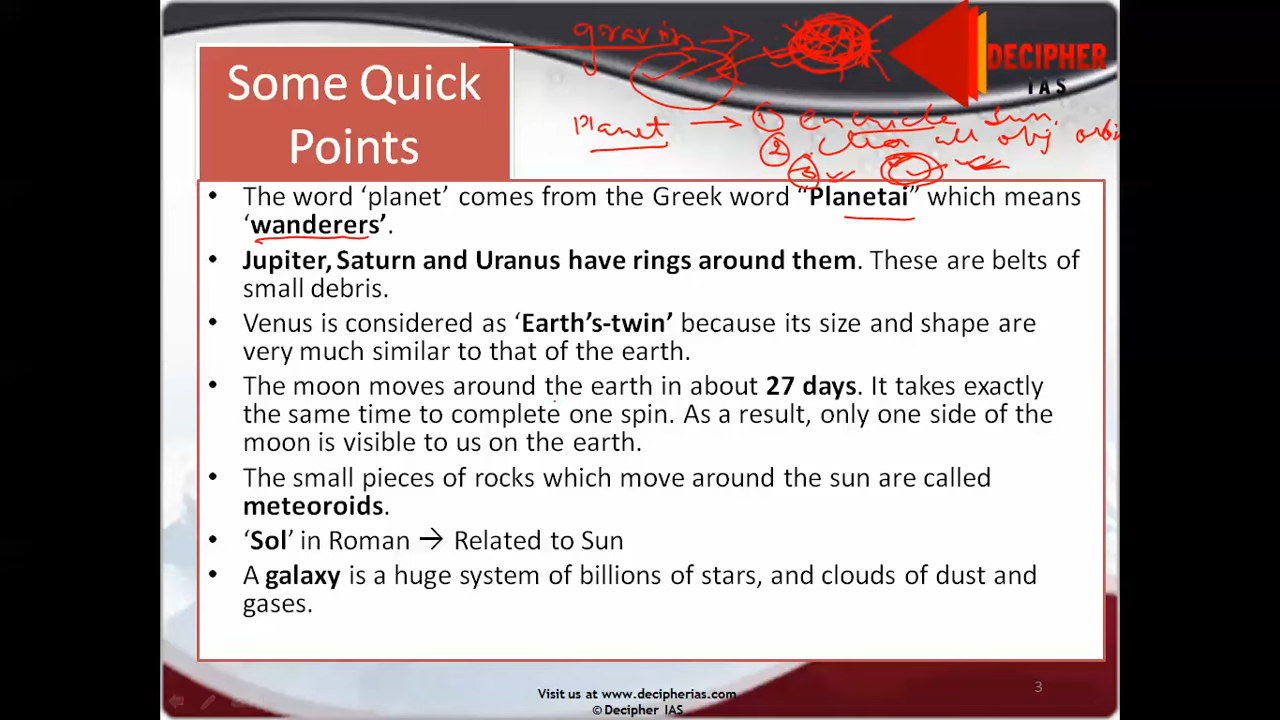 gravity →
DECIPHER
IAS
Some Quick
Points
Planet → ① encircle Sun.
② clear all obj
③
• The word ‘planet’ comes from the Greek word “Planetai” which means
‘wanderers’.
• Jupiter, Saturn and Uranus have rings around them. These are belts of
small debris.
• Venus is considered as ‘Earth’s-twin’ because its size and shape are
very much similar to that of the earth.
• The moon moves around the earth in about 27 days. It takes exactly
the same time to complete one spin. As a result, only one side of the
moon is visible to us on the earth.
• The small pieces of rocks which move around the sun are called
meteoroids.
• ‘Sol’ in Roman → Related to Sun
• A galaxy is a huge system of billions of stars, and clouds of dust and
gases.
3
Visit us at www.decipherias.com
© Decipher IAS